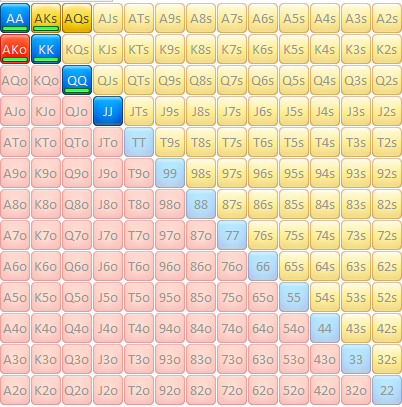 AA AKs AQs AJs ATs A9s A8s A7s A6s A5s A4s A3s A2s
AKo KK KQs KJs KTs K9s K8s K7s K6s K5s K4s K3s K2s
AQo KQo QQ QJs QTs Q9s Q8s Q7s Q6s Q5s Q4s Q3s Q2s
AJo KJo QJo JJ JTs J9s J8s J7s J6s J5s J4s J3s J2s
ATo KTo QTo JTo TT T9s T8s T7s T6s T5s T4s T3s T2s
A9o K9o Q9o J9o T9o 99 98s 97s 96s 95s 94s 93s 92s
A8o K8o Q8o J8o T8o 98o 88 87s 86s 85s 84s 83s 82s
A7o K7o Q7o J7o T7o 97o 87o 77 76s 75s 74s 73s 72s
A6o K6o Q6o J6o T6o 96o 86o 76o 66 65s 64s 63s 62s
A5o K5o Q5o J5o T5o 95o 85o 75o 65o 55 54s 53s 52s
A4o K4o Q4o J4o T4o 94o 84o 74o 64o 54o 44 43s 42s
A3o K3o Q3o J3o T3o 93o 83o 73o 63o 53o 43o 33 32s
A2o K2o Q2o J2o T2o 92o 82o 72o 62o 52o 42o 32o 22